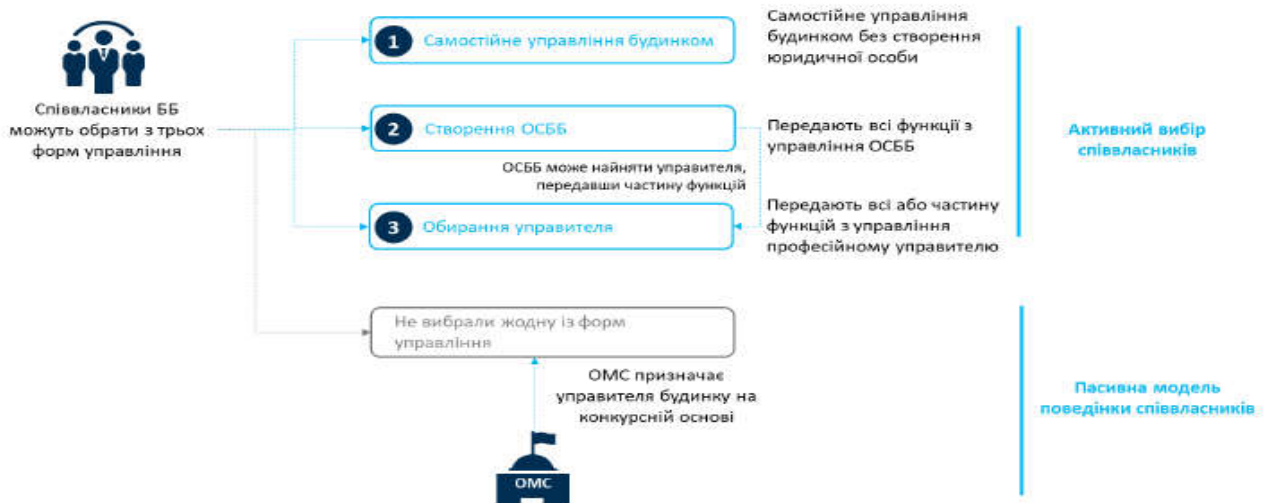 Співвласники ББ
можуть обрати з трьох
форм управління
1 Самостійне управління будинком
Самостійне управління
будинком без створення
юридичної особи
2 Створення ОСББ
Передають всі функції з
управління ОСББ
ОСББ може найняти управителя,
передавши частину функцій
3 Обирання управителя
Передають всі або частину
функцій з управління
професійному управителю
Активний вибір
співвласників
Не вибрали жодну із форм
управління
ОМС призначає
управителя будинку на
конкурсній основі
ОМС
Пасивна модель
поведінки співвласників